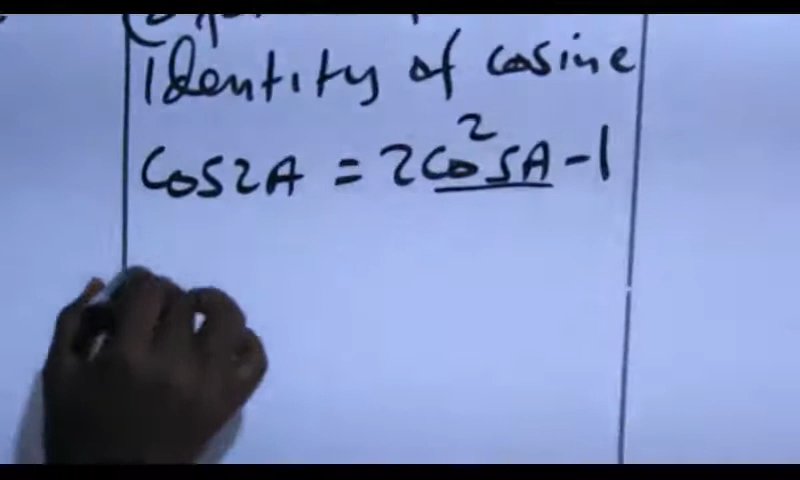 Identity of cosine
Cos2A = 2cos²A - 1